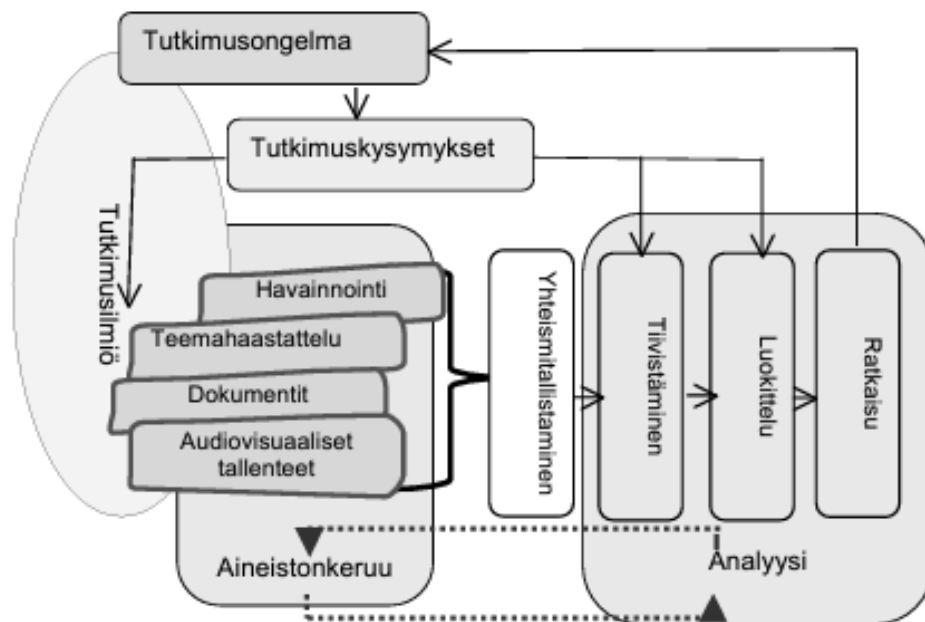 Tutkimusongelma
Tutkimuskysymykset
Tutkimusilmiö
Havainnointi
Teemahaastattelu
Dokumentit
Audiovisuaaliset
tallenteet
Aineistonkeruu
Yhteismitallistaminen
Tiivistäminen
Luokittelu
Ratkaisu
Analyysi